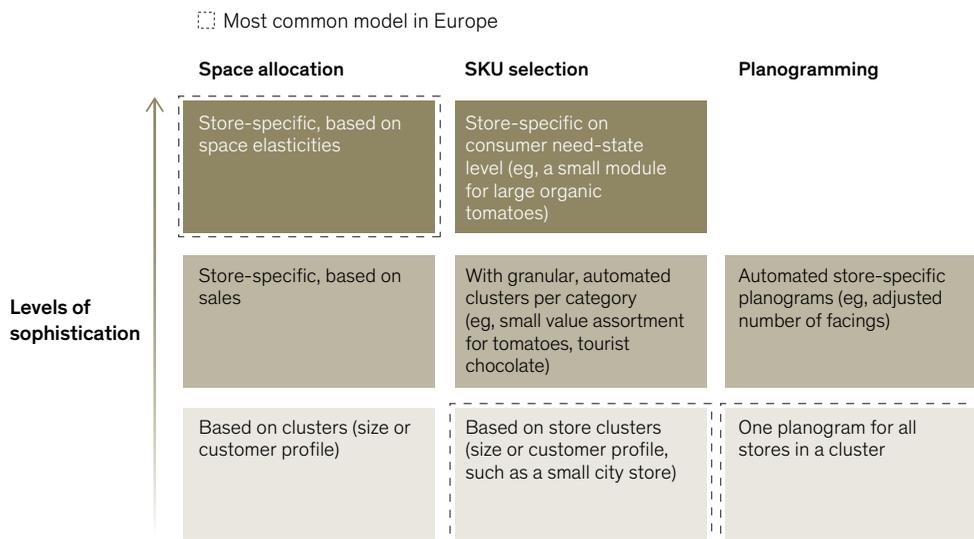 Most common model in Europe
Space allocation
SKU selection
Planogramming
Store-specific, based on
space elasticities
Store-specific on
consumer need-state
level (eg, a small module
for large organic
tomatoes)
Levels of
sophistication
Store-specific, based on
sales
With granular, automated
clusters per category
(eg, small value assortment
for tomatoes, tourist
chocolate)
Automated store-specific
planograms (eg, adjusted
number of facings)
Based on clusters (size or
customer profile)
Based on store clusters
(size or customer profile,
such as a small city store)
One planogram for all
stores in a cluster